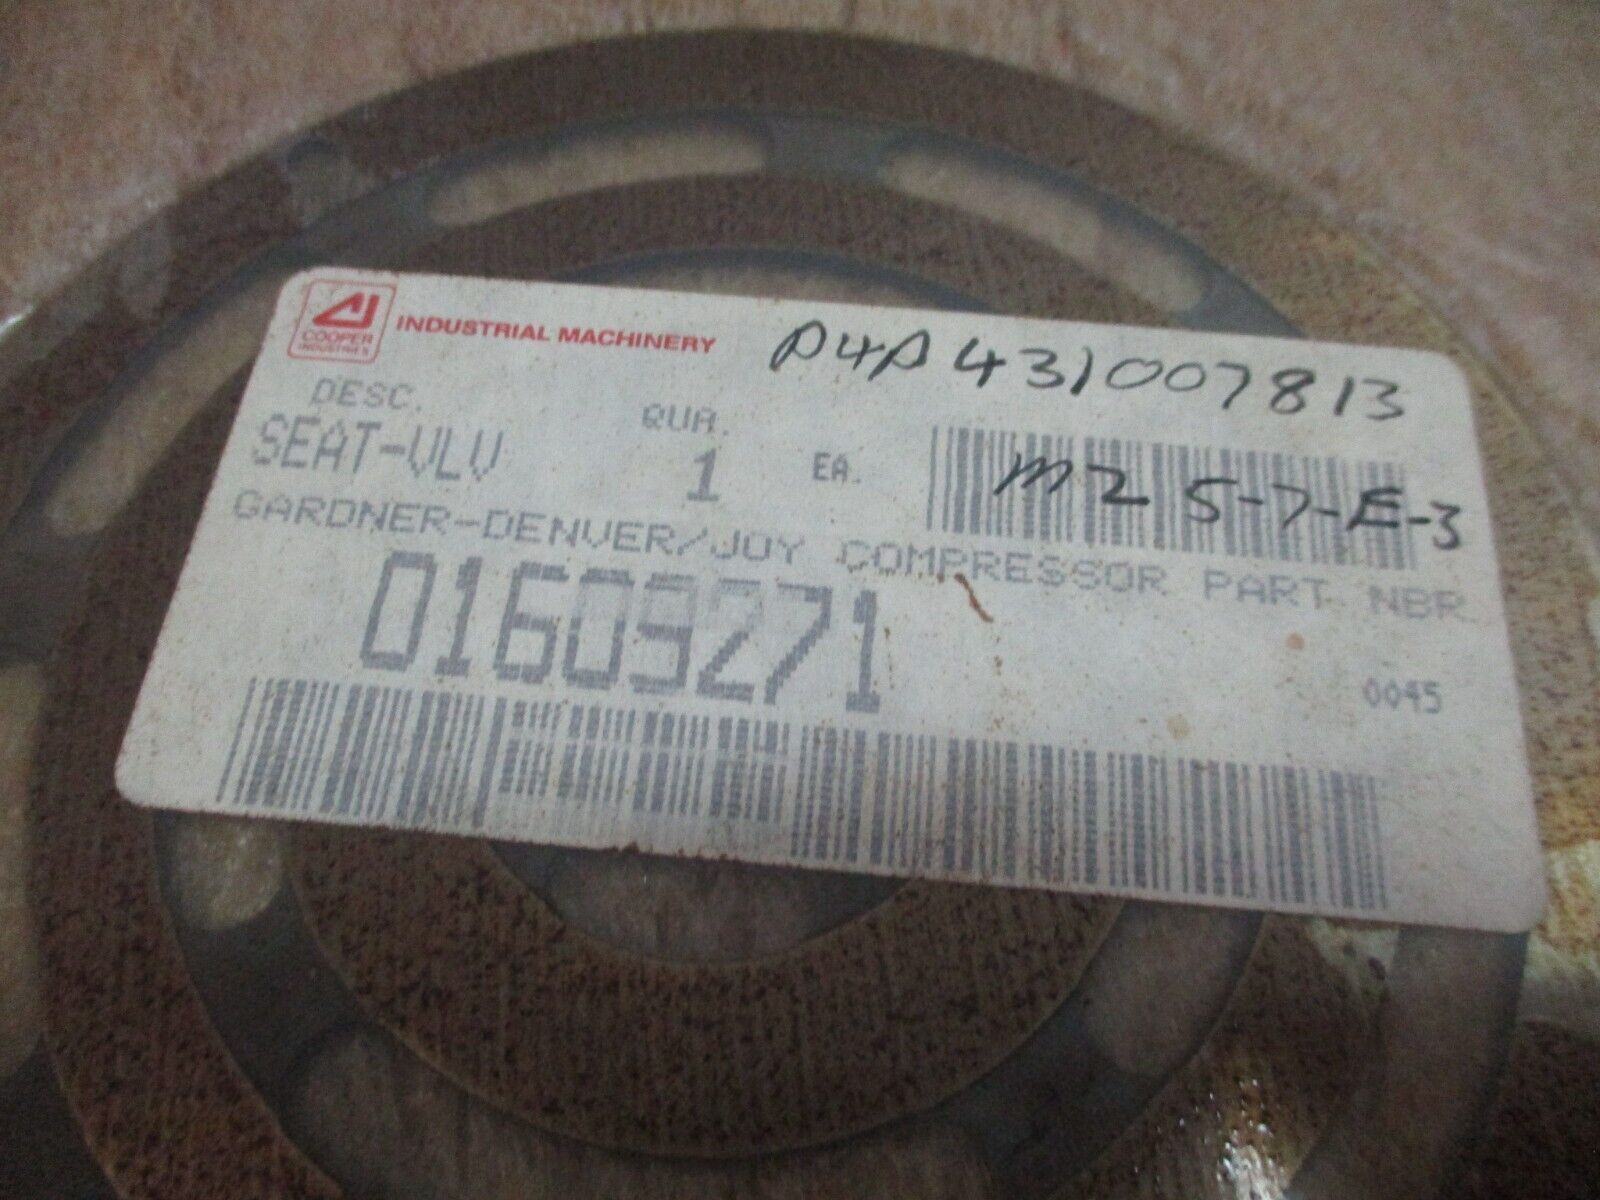 COOPER
INDUSTRIES
INDUSTRIAL MACHINERY
P4P 431007813
DESC. QUA.
SEAT-VLV 1 EA.
M2 5-7-E-3
GARDNER-DENVER/JOY COMPRESSOR PART NBR
01609271
0045